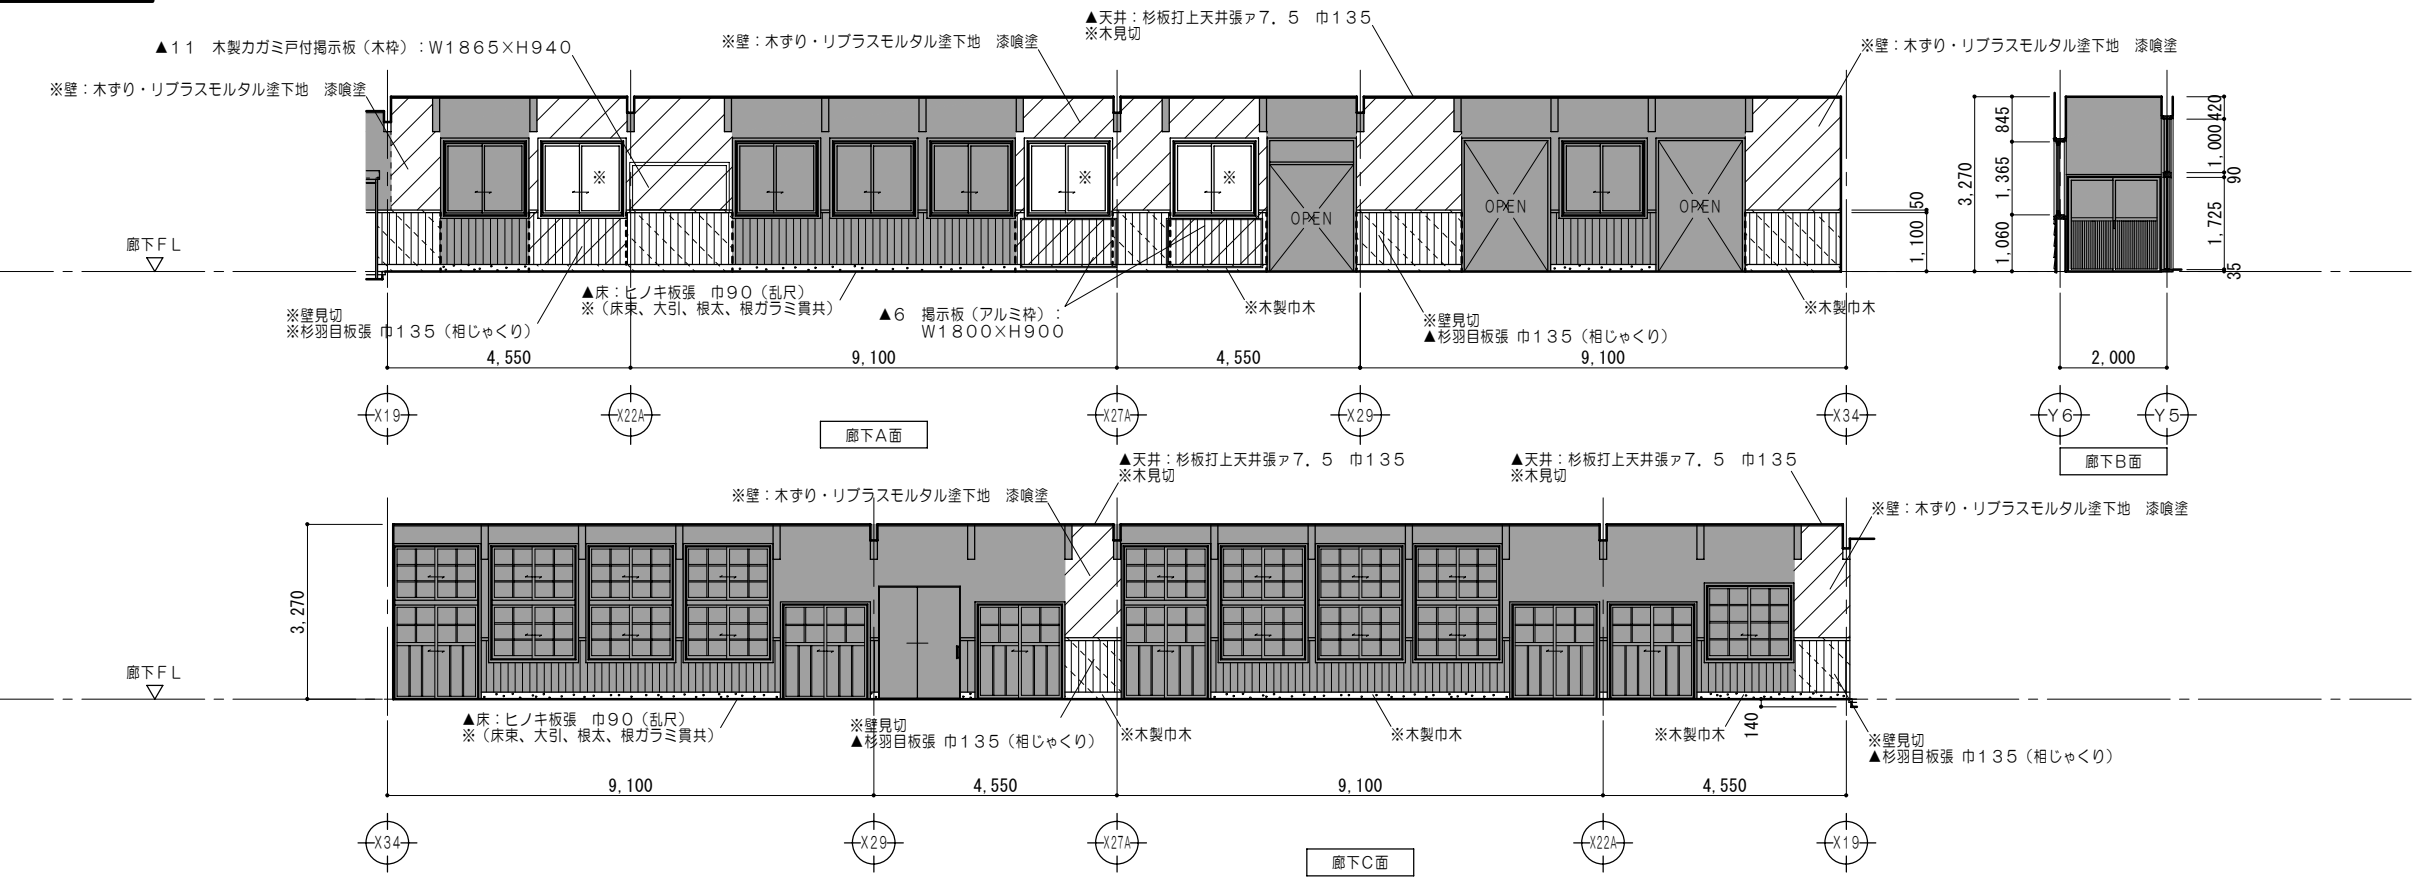 ▲天井：杉板打上天井張ァ7．5　巾135
※木見切
▲11　木製カガミ戸付掲示板（木枠）：W1865×H940
※壁：木ずり・リブラスモルタル塗下地　漆喰塗
※壁：木ずり・リブラスモルタル塗下地　漆喰塗
※壁：木ずり・リブラスモルタル塗下地　漆喰塗
※
※
※
OPEN
OPEN
OPEN
廊下FL
1,100
50
3,270
845
1,365
1,060
420
1,000
90
1,725
35
▲床：ヒノキ板張　巾90（乱尺）
※（床束、大引、根太、根ガラミ貫共）
※壁見切
※杉羽目板張 巾135（相じゃくり）
▲6　掲示板（アルミ枠）：
W1800×H900
※木製巾木
※壁見切
▲杉羽目板張 巾135（相じゃくり）
※木製巾木
4,550
9,100
4,550
9,100
2,000
X19
X22A
X27A
X29
X34
Y6
Y5
廊下A面
廊下B面
▲天井：杉板打上天井張ァ7．5　巾135
※木見切
▲天井：杉板打上天井張ァ7．5　巾135
※木見切
※壁：木ずり・リブラスモルタル塗下地　漆喰塗
※壁：木ずり・リブラスモルタル塗下地　漆喰塗
3,270
廊下FL
▲床：ヒノキ板張　巾90（乱尺）
※（床束、大引、根太、根ガラミ貫共）
※壁見切
▲杉羽目板張 巾135（相じゃくり）
※木製巾木
※木製巾木
※木製巾木
140
※壁見切
▲杉羽目板張 巾135（相じゃくり）
9,100
4,550
9,100
4,550
X34
X29
X27A
X22A
X19
廊下C面